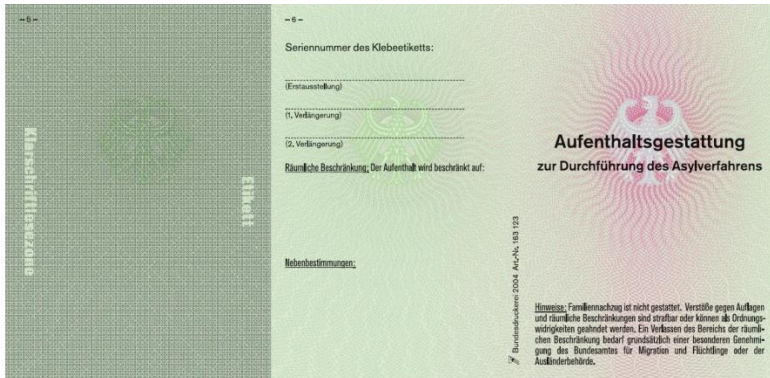 – 5 –
Klarschriftlesezone
Etikett
– 6 –
Seriennummer des Klebeetiketts:
(Erstausstellung)
(1. Verlängerung)
(2. Verlängerung)
Räumliche Beschränkung: Der Aufenthalt wird beschränkt auf:
Nebenbestimmungen:
Bundesdruckerei 2004 Art.-Nr. 163 123
Aufenthaltsgestattung
zur Durchführung des Asylverfahrens
Hinweise: Familiennachzug ist nicht gestattet. Verstöße gegen Auflagen
und räumliche Beschränkungen sind strafbar oder können als Ordnungs-
widrigkeiten geahndet werden. Ein Verlassen des Bereichs der räumli-
chen Beschränkung bedarf grundsätzlich einer besonderen Genehmi-
gung des Bundesamtes für Migration und Flüchtlinge oder der
Ausländerbehörde.